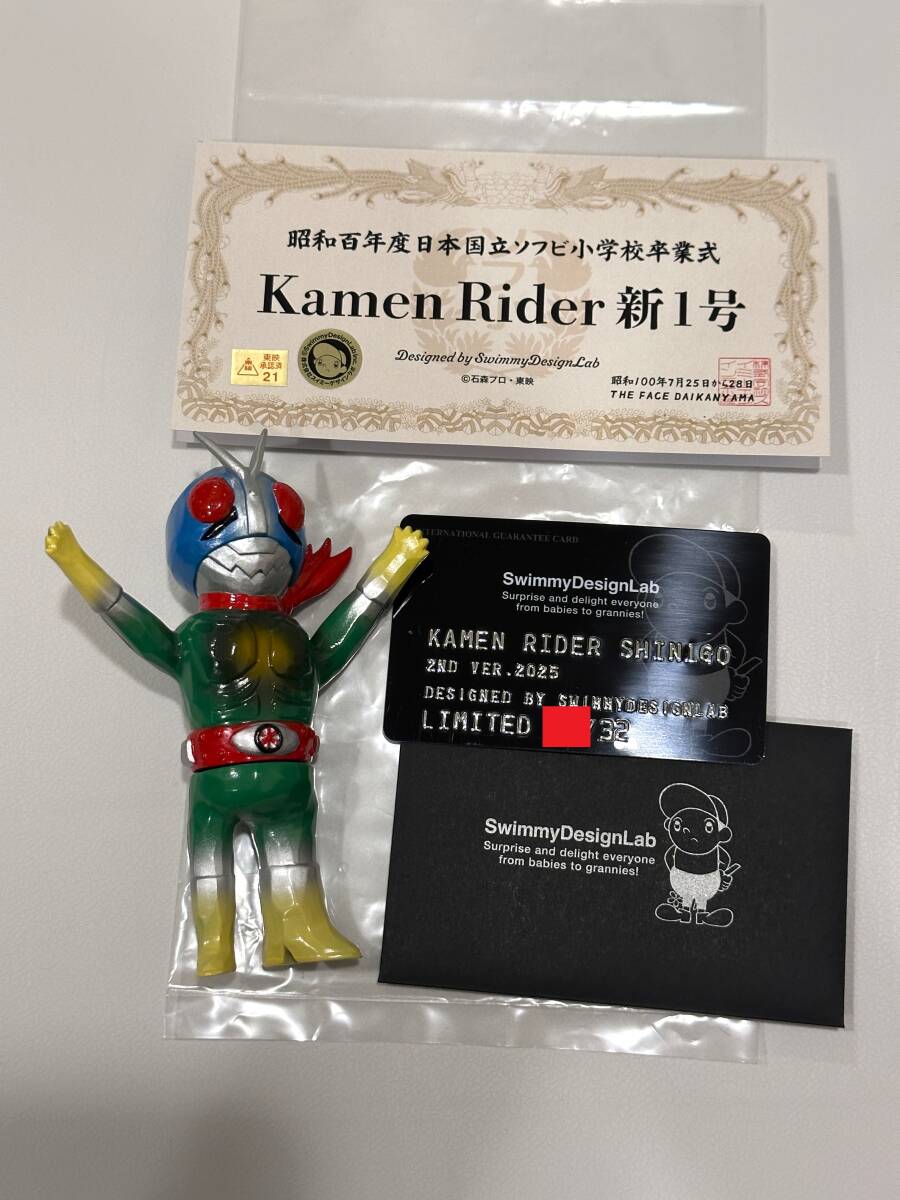 昭和百年度日本国立ソフビ小学校卒業式
Kamen Rider 新1号
Designed by SwimmyDesignLab
©石森プロ・東映
東映
承認済
21
昭和100年7月25日から28日
THE FACE DAIKANYAMA
INTERNATIONAL GUARANTEE CARD
SwimmyDesignLab
Surprise and delight everyone
from babies to grannies!
KAMEN RIDER SHIN1GO
2ND VER.2025
DESIGNED BY SWIMMYDESIGNLAB
LIMITED /32
SwimmyDesignLab
Surprise and delight everyone
from babies to grannies!